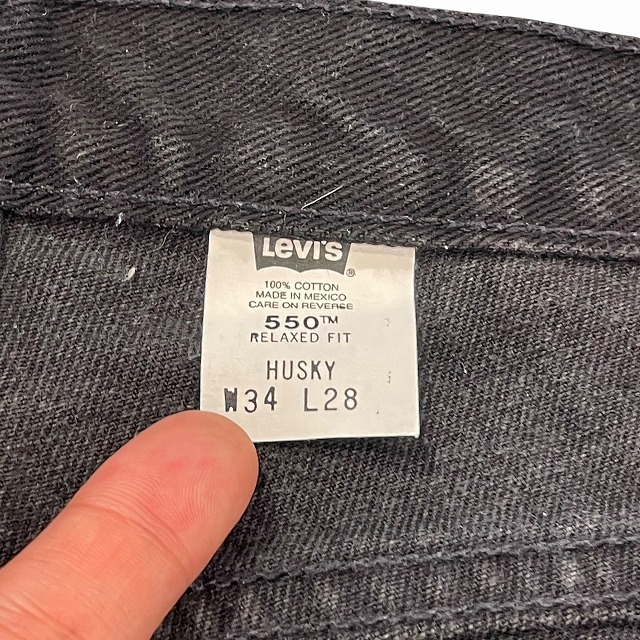 Levi's®
100% COTTON
MADE IN MEXICO
CARE ON REVERSE
550™
RELAXED FIT
HUSKY
W34 L28